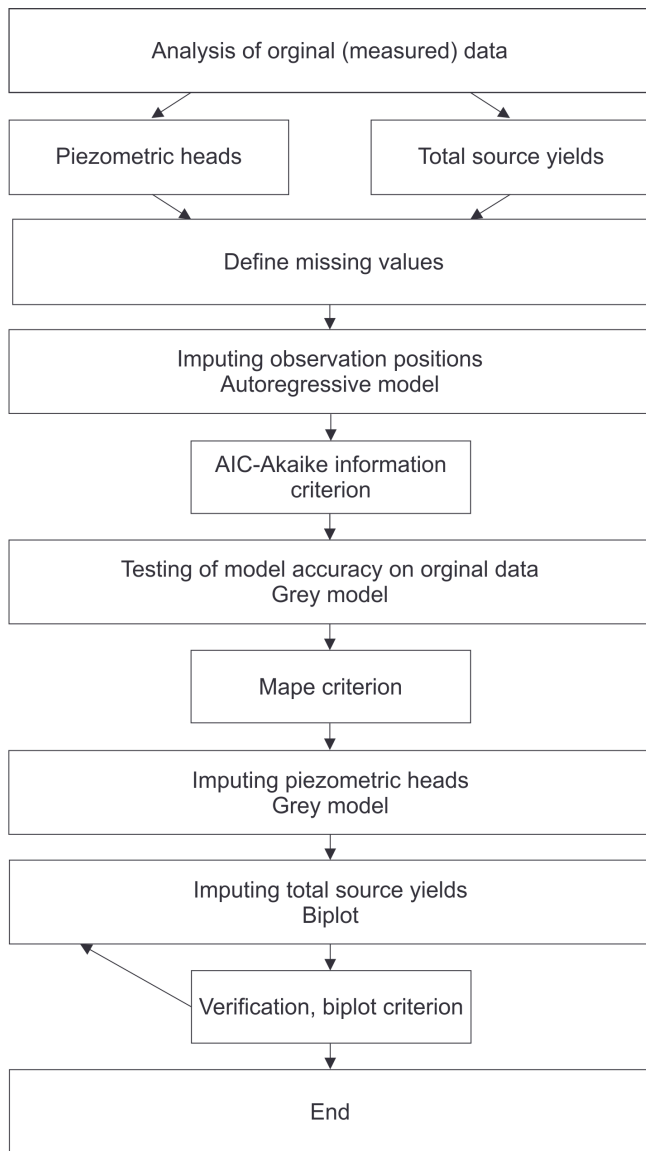 Analysis of orginal (measured) data
Piezometric heads
Total source yields
Define missing values
Imputing observation positions
Autoregressive model
AIC-Akaike information
criterion
Testing of model accuracy on orginal data
Grey model
Mape criterion
Imputing piezometric heads
Grey model
Imputing total source yields
Biplot
Verification, biplot criterion
End